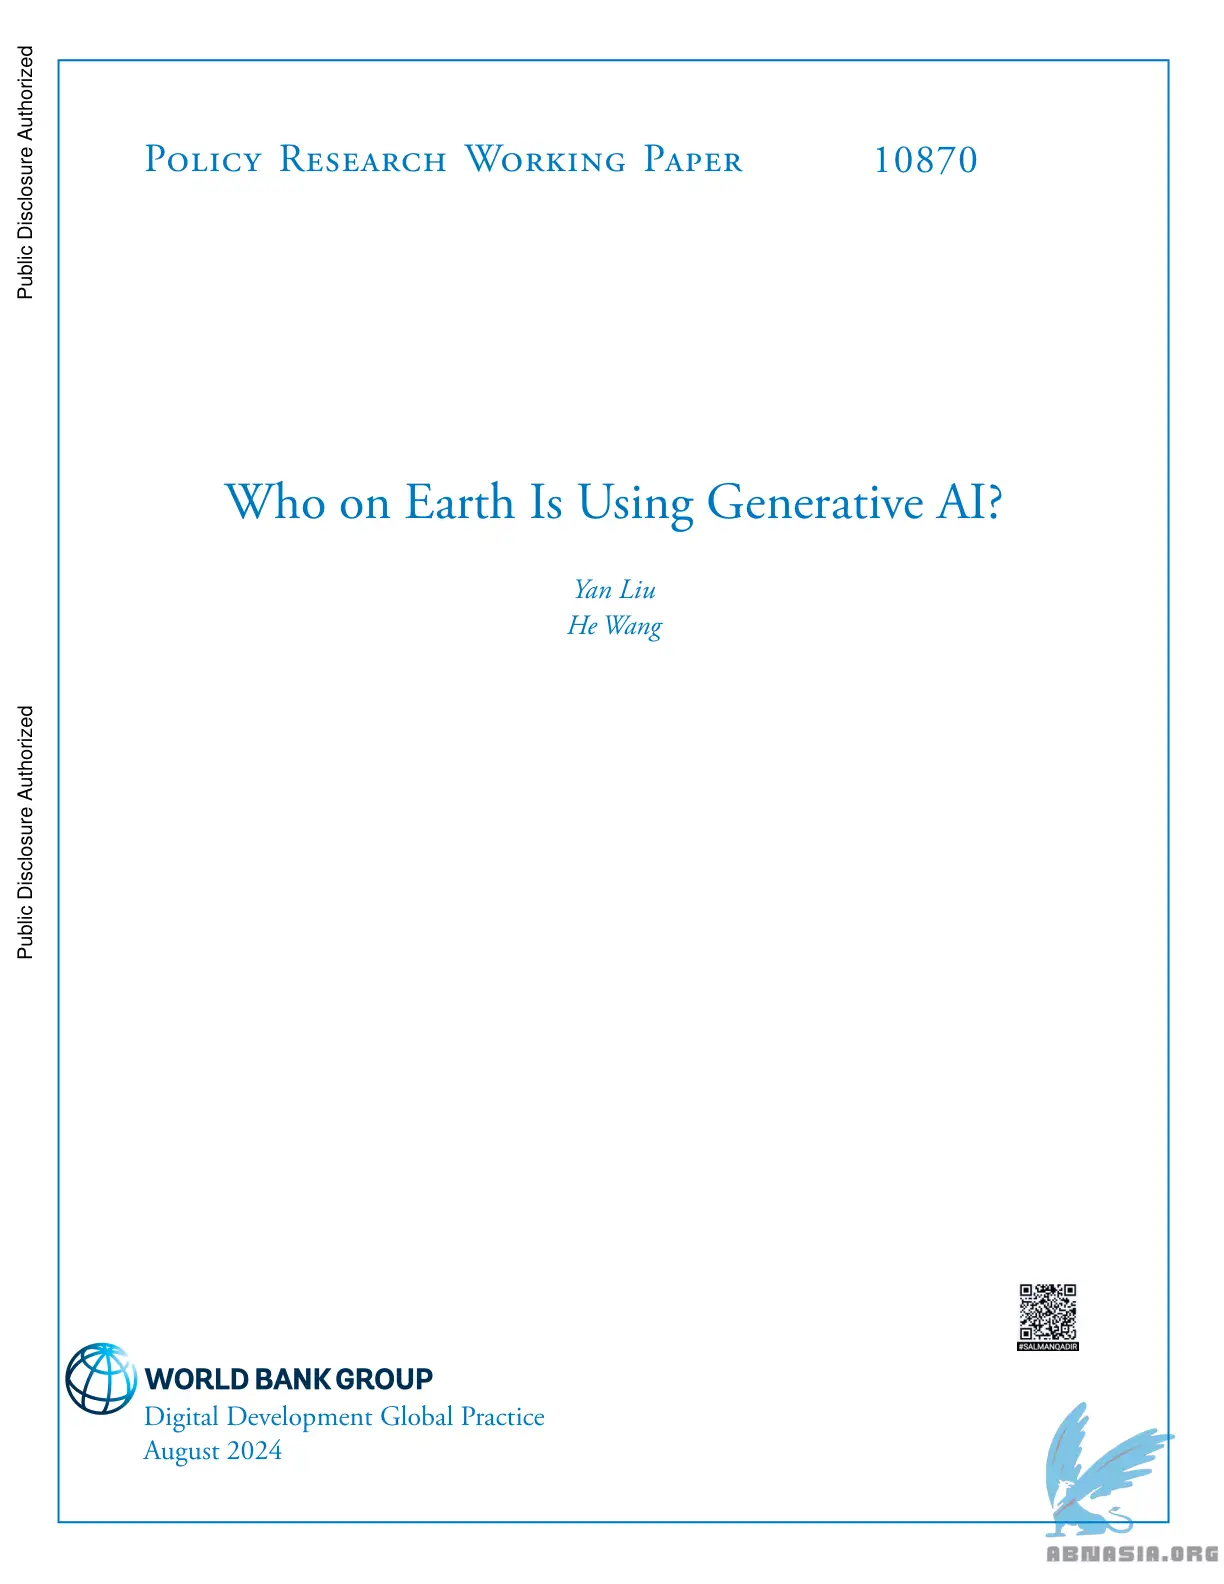 Public Disclosure Authorized
Policy Research Working Paper 10870
Who on Earth Is Using Generative AI?
Yan Liu
He Wang
Public Disclosure Authorized
#SALMANQADIR
WORLD BANK GROUP
Digital Development Global Practice
August 2024
ABNASIA.ORG